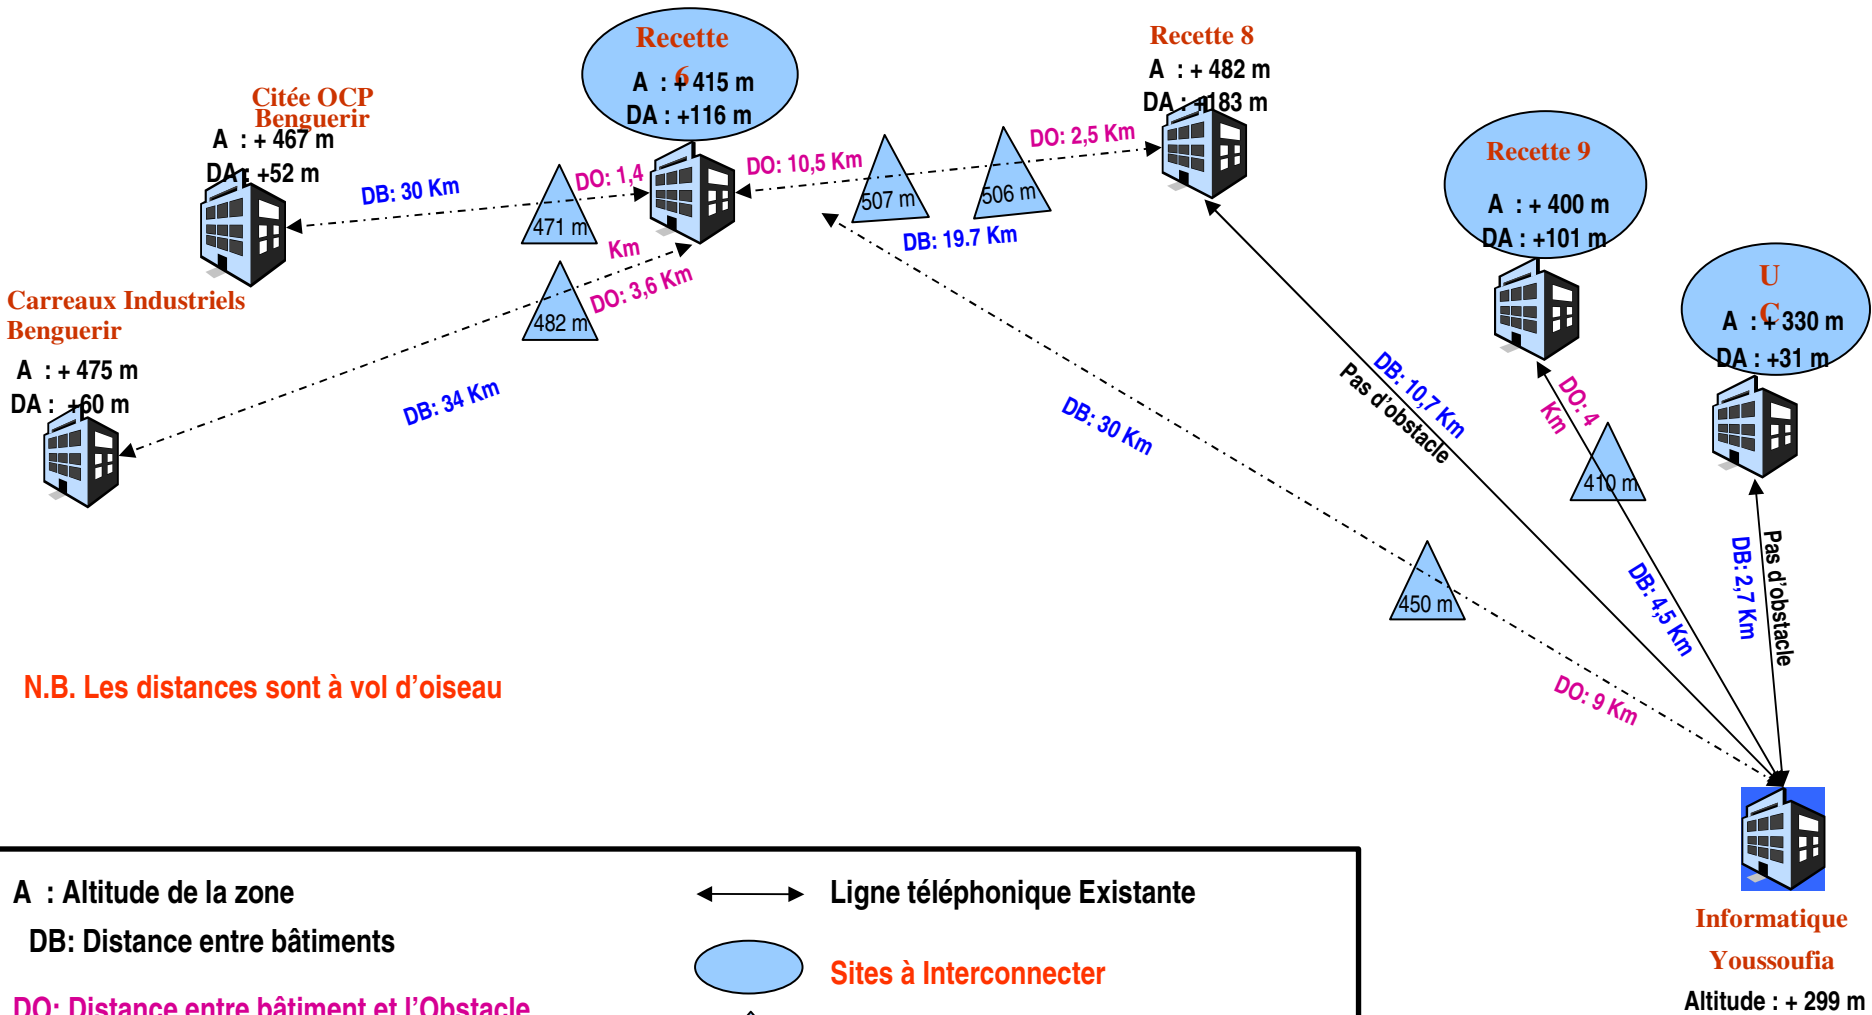 Recette
6
A : + 415 m
DA : +116 m
Recette 8
A : + 482 m
DA : +183 m
Citée OCP
Benguerir
A : + 467 m
DA : +52 m
Recette 9
A : + 400 m
DA : +101 m
U
C
A : + 330 m
DA : +31 m
Carreaux Industriels
Benguerir
A : + 475 m
DA : +60 m
DB: 30 Km
DO: 1,4
Km
471 m
DO: 10,5 Km
507 m
506 m
DO: 2,5 Km
DB: 19.7 Km
DO: 3,6 Km
482 m
DB: 34 Km
DB: 30 Km
450 m
DO: 9 Km
DB: 10,7 Km
Pas d'obstacle
DO: 4
Km
410 m
DB: 4,5 Km
Pas d'obstacle
DB: 2,7 Km
N.B. Les distances sont à vol d'oiseau
Informatique
Youssoufia
Altitude : + 299 m
A : Altitude de la zone
DB: Distance entre bâtiments
DO: Distance entre bâtiment et l'Obstacle
Ligne téléphonique Existante
Sites à Interconnecter